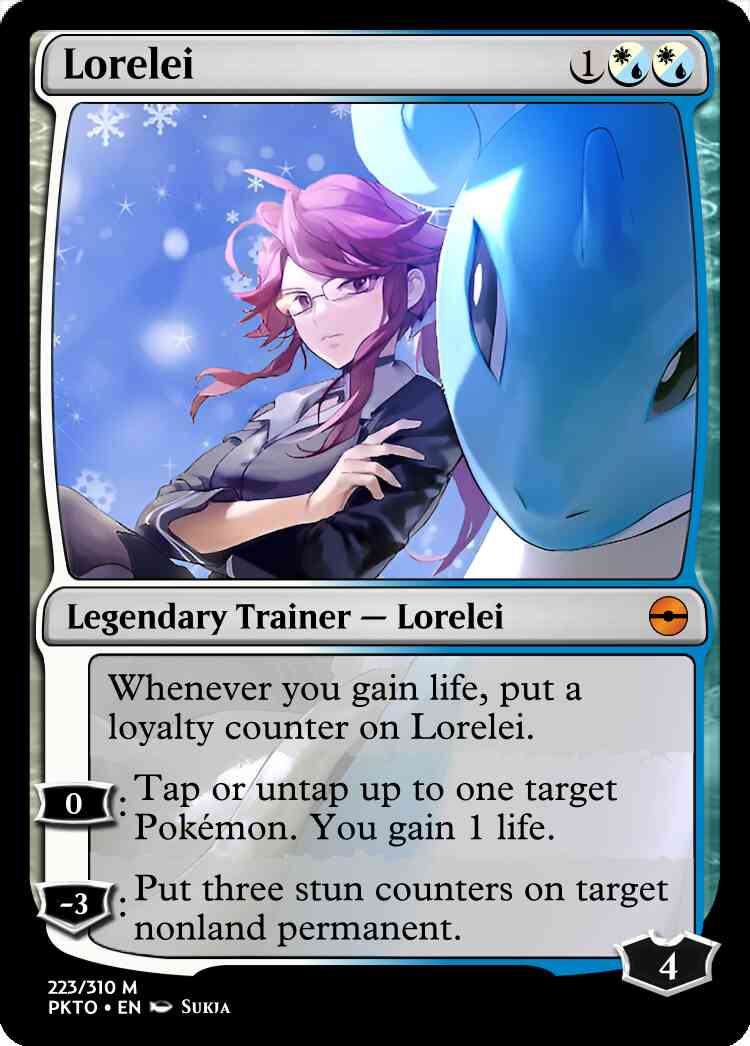 Lorelei 1
Legendary Trainer — Lorelei
Whenever you gain life, put a
loyalty counter on Lorelei.
0 : Tap or untap up to one target
Pokémon. You gain 1 life.
-3 : Put three stun counters on target
nonland permanent.
4
223/310 M
PKTO • EN Sukja